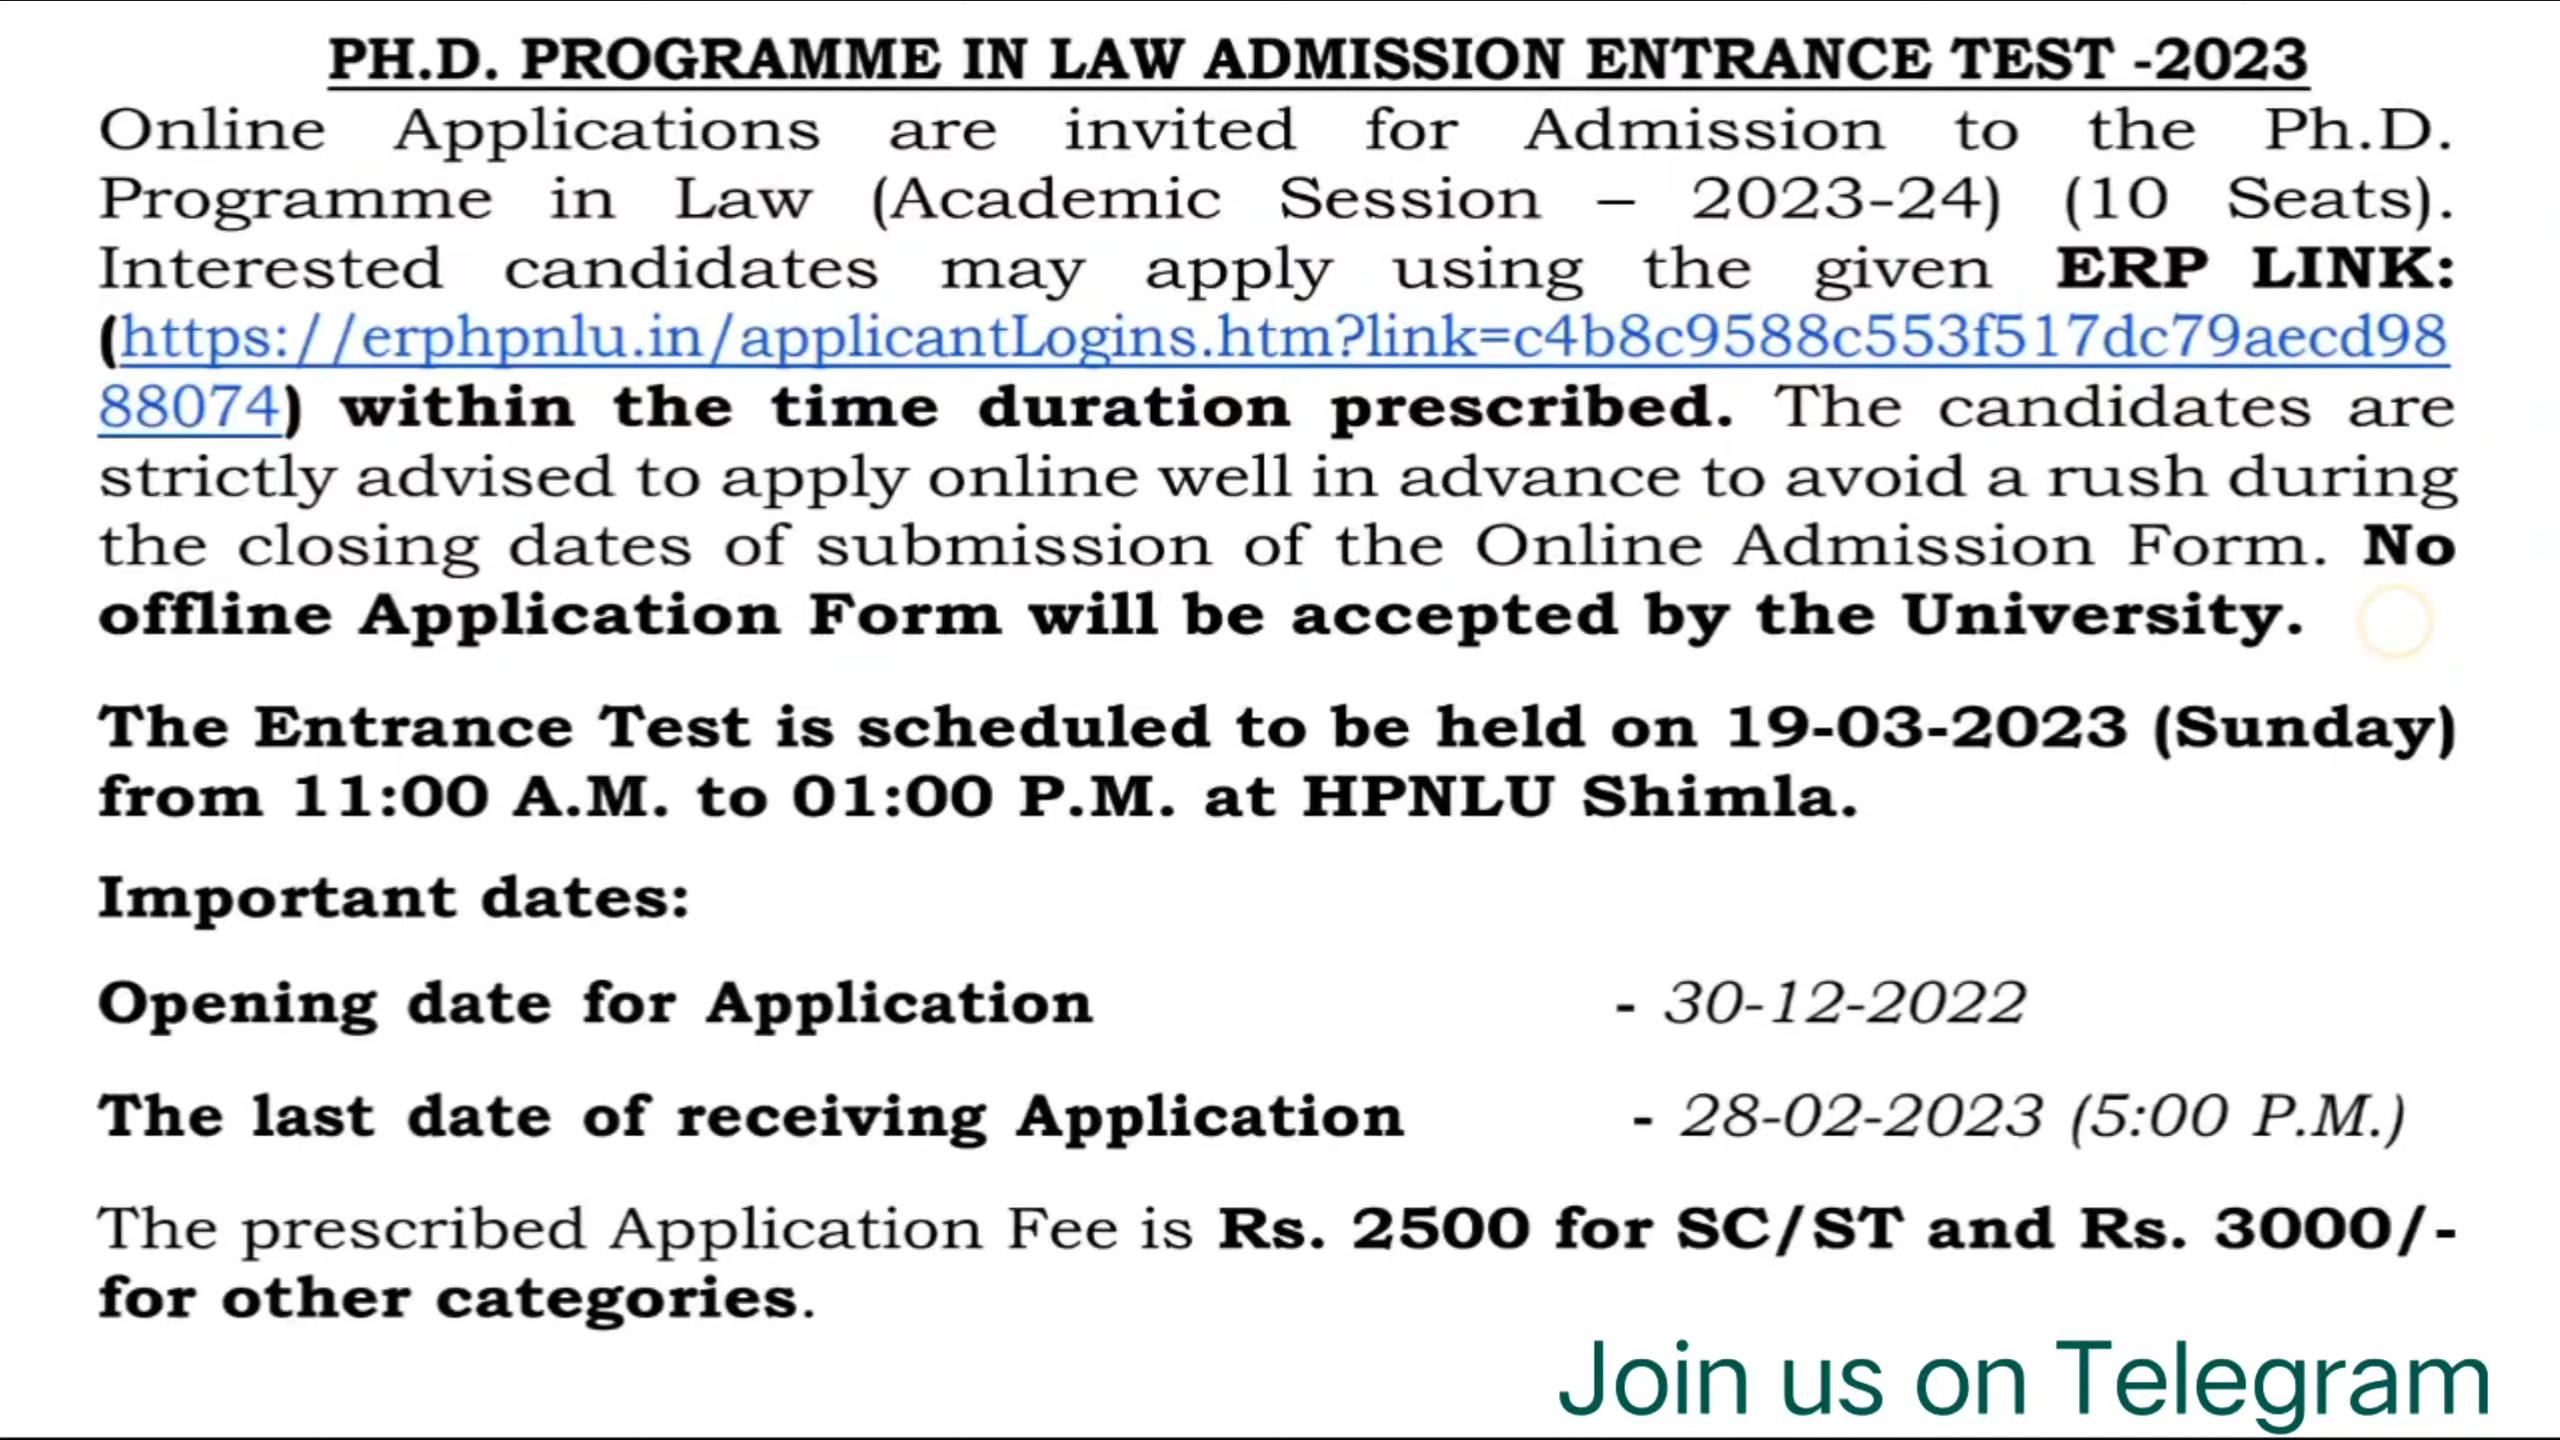 PH.D. PROGRAMME IN LAW ADMISSION ENTRANCE TEST -2023
Online Applications are invited for Admission to the Ph.D.
Programme in Law (Academic Session – 2023-24) (10 Seats).
Interested candidates may apply using the given ERP LINK:
(https://erphpnlu.in/applicantLogins.htm?link=c4b8c9588c553f517dc79aecd98
88074) within the time duration prescribed. The candidates are
strictly advised to apply online well in advance to avoid a rush during
the closing dates of submission of the Online Admission Form. No
offline Application Form will be accepted by the University.
The Entrance Test is scheduled to be held on 19-03-2023 (Sunday)
from 11:00 A.M. to 01:00 P.M. at HPNLU Shimla.
Important dates:
Opening date for Application - 30-12-2022
The last date of receiving Application - 28-02-2023 (5:00 P.M.)
The prescribed Application Fee is Rs. 2500 for SC/ST and Rs. 3000/-
for other categories.
Join us on Telegram